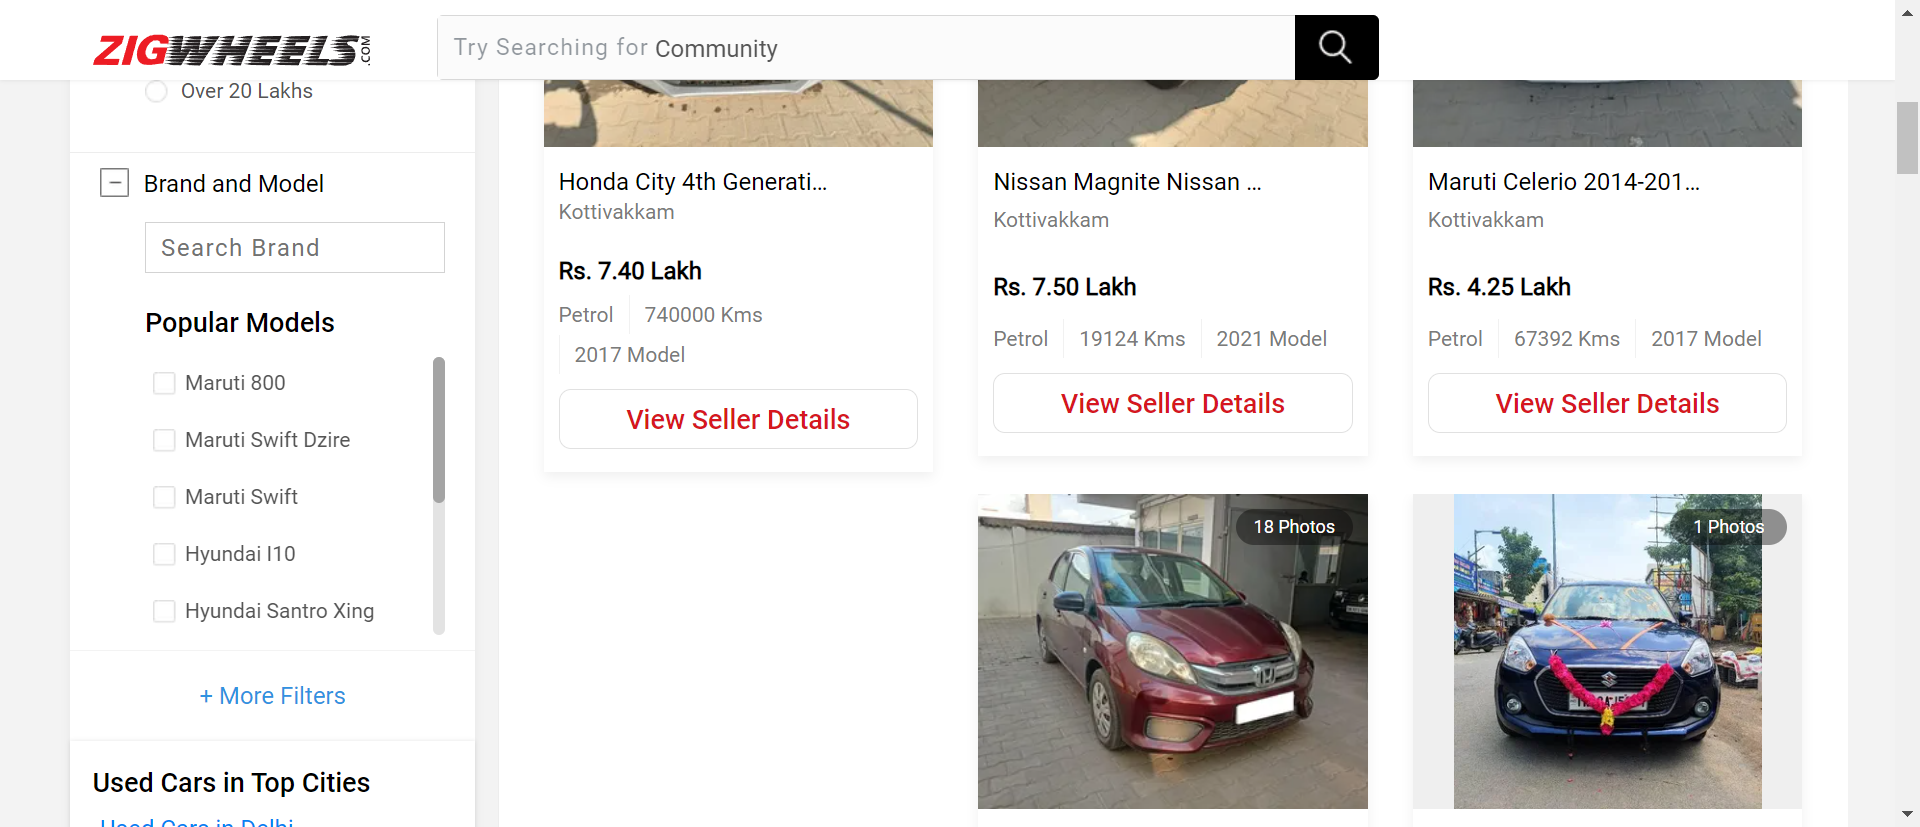 ZIGWHEELS.COM
Try Searching for Community
Over 20 Lakhs
Brand and Model
Search Brand
Popular Models
Maruti 800
Maruti Swift Dzire
Maruti Swift
Hyundai I10
Hyundai Santro Xing
+ More Filters
Used Cars in Top Cities
Used Cars in Delhi
Honda City 4th Generati...
Kottivakkam
Rs. 7.40 Lakh
Petrol 740000 Kms
2017 Model
View Seller Details
Nissan Magnite Nissan ...
Kottivakkam
Rs. 7.50 Lakh
Petrol 19124 Kms 2021 Model
View Seller Details
Maruti Celerio 2014-201...
Kottivakkam
Rs. 4.25 Lakh
Petrol 67392 Kms 2017 Model
View Seller Details
18 Photos
1 Photos